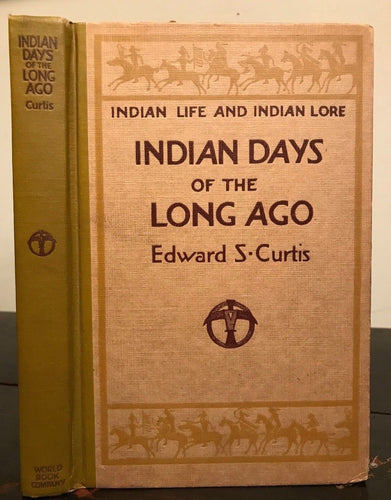 INDIAN
DAYS
OF THE
LONG
AGO
Curtis
WORLD
BOOK
COMPANY
INDIAN LIFE AND INDIAN LORE
INDIAN DAYS
OF THE
LONG AGO
Edward S. Curtis